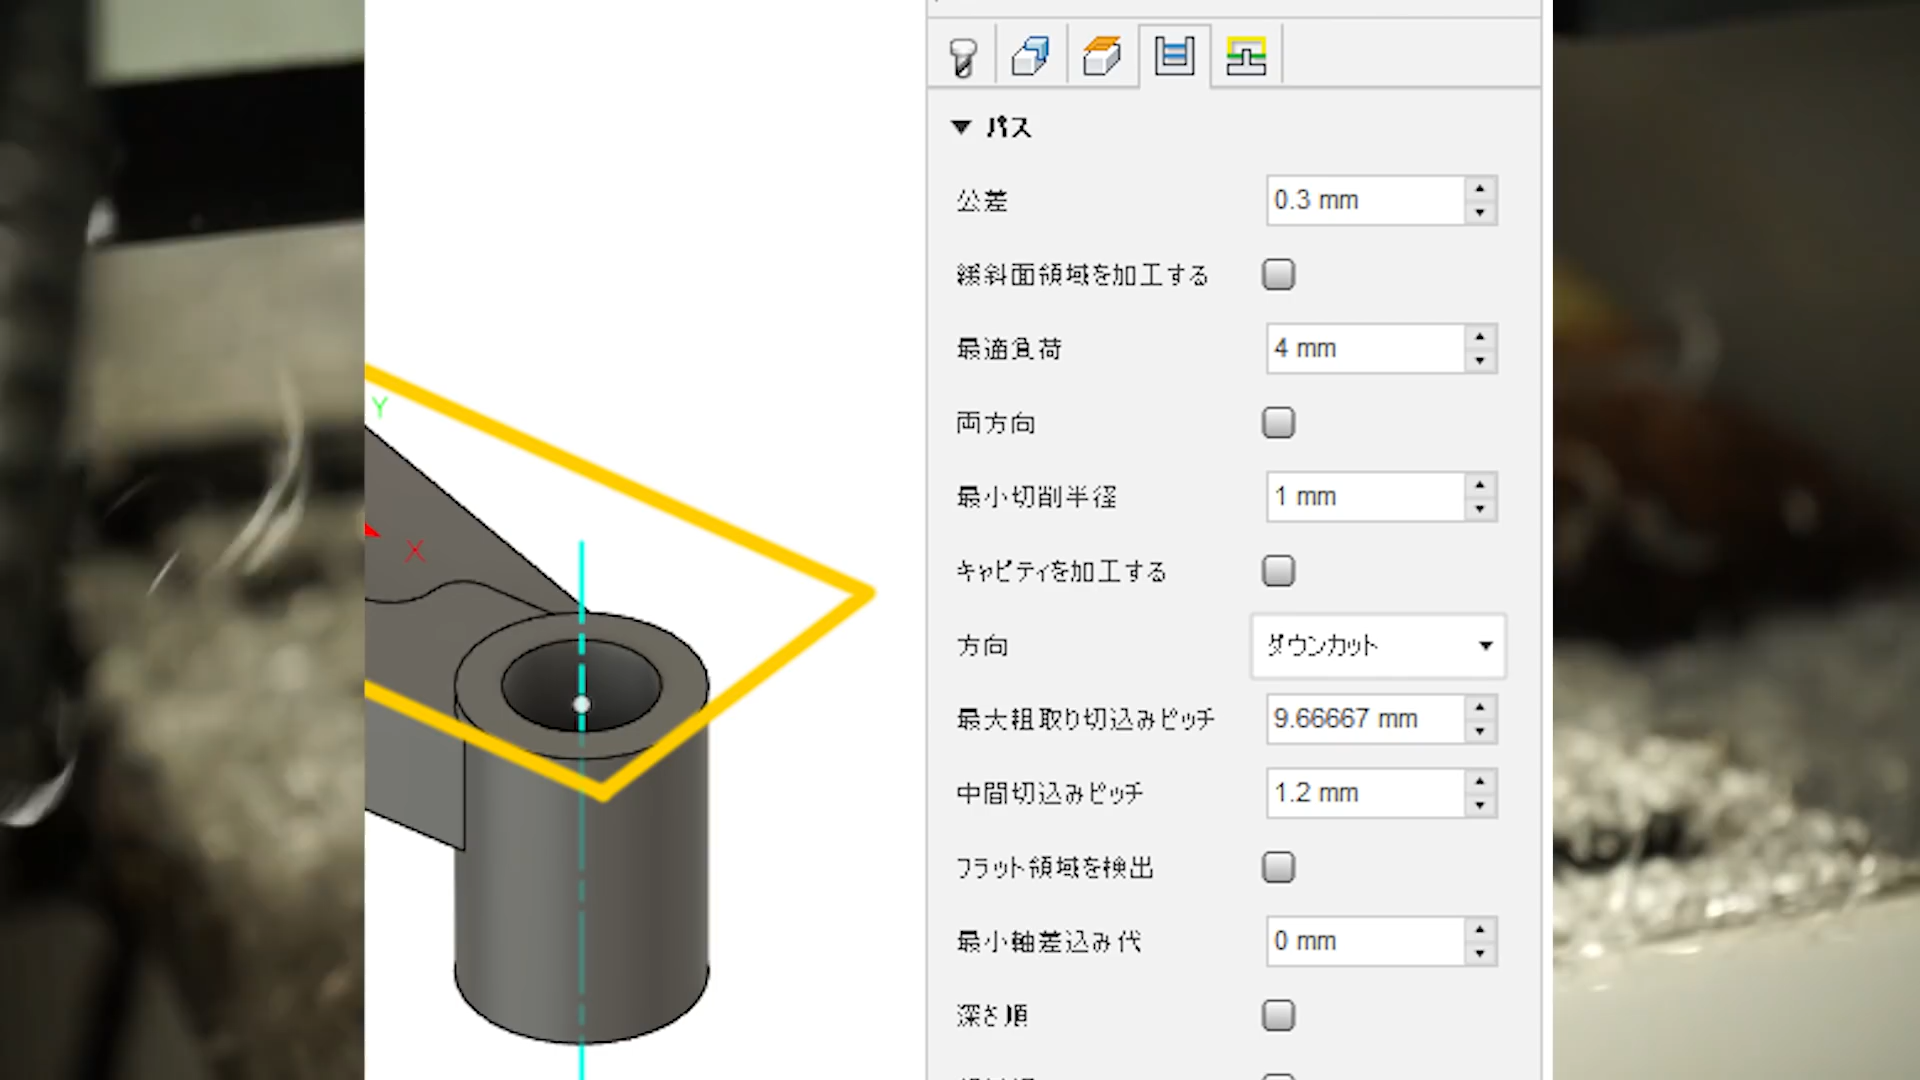 Y
X
パス
公差 0.3 mm
緩斜面領域を加工する
最適負荷 4 mm
両方向
最小切削半径 1 mm
キャビティを加工する
方向 ダウンカット
最大粗取り切込みピッチ 9.66667 mm
中間切込みピッチ 1.2 mm
フラット領域を検出
最小軸差込み代 0 mm
深さ順